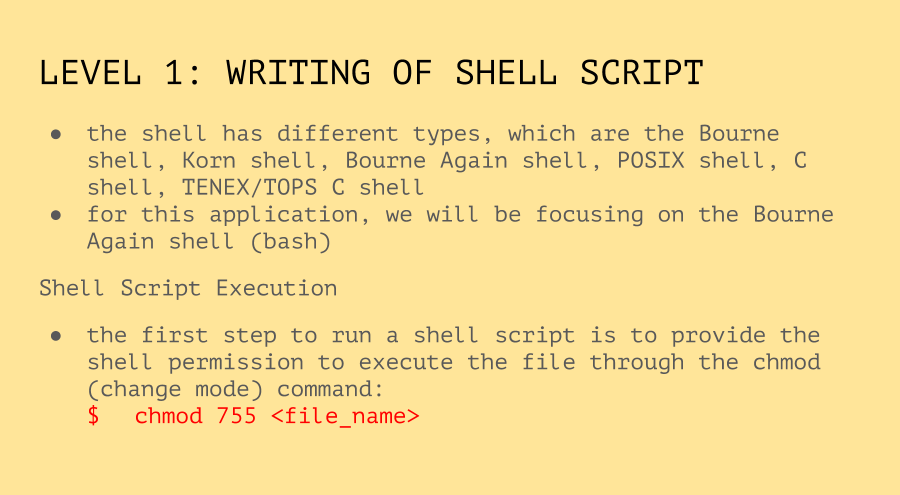 LEVEL 1: WRITING OF SHELL SCRIPT
● the shell has different types, which are the Bourne
shell, Korn shell, Bourne Again shell, POSIX shell, C
shell, TENEX/TOPS C shell
● for this application, we will be focusing on the Bourne
Again shell (bash)
Shell Script Execution
● the first step to run a shell script is to provide the
shell permission to execute the file through the chmod
(change mode) command:
$ chmod 755 <file_name>